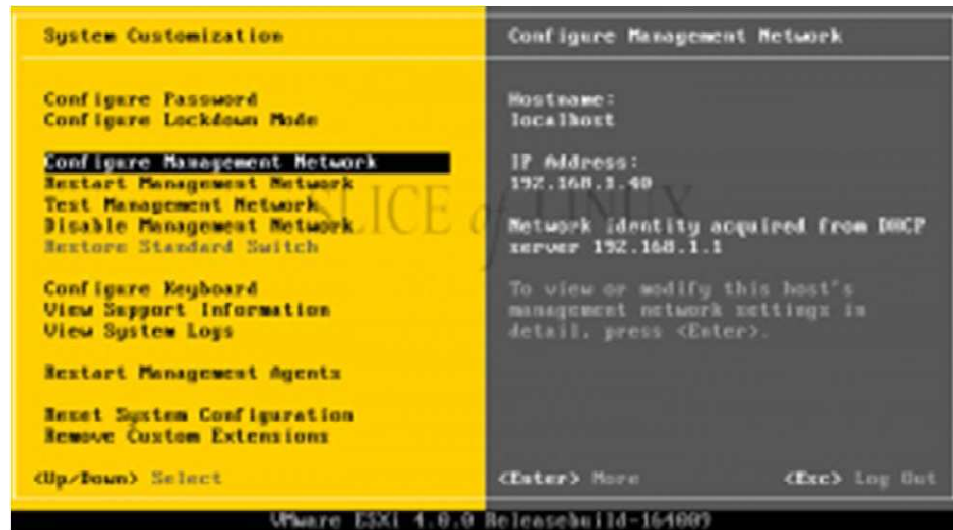 System Customization
Configure Password
Configure Lockdown Mode
Configure Management Network
Restart Management Network
Test Management Network
Disable Management Network
Restore Standard Switch
Configure Keyboard
View Support Information
View System Logs
Restart Management Agents
Reset System Configuration
Remove Custom Extensions
<Up/Down> Select
Configure Management Network
Hostname:
localhost
IP Address:
192.168.1.40
Network identity acquired from DHCP
server 192.168.1.1
To view or modify this host's
management network settings in
detail, press <Enter>.
<Enter> More
<Esc> Log Out
VMware ESXi 4.0.0 Releasebuild-164009
SLICE of LINUX